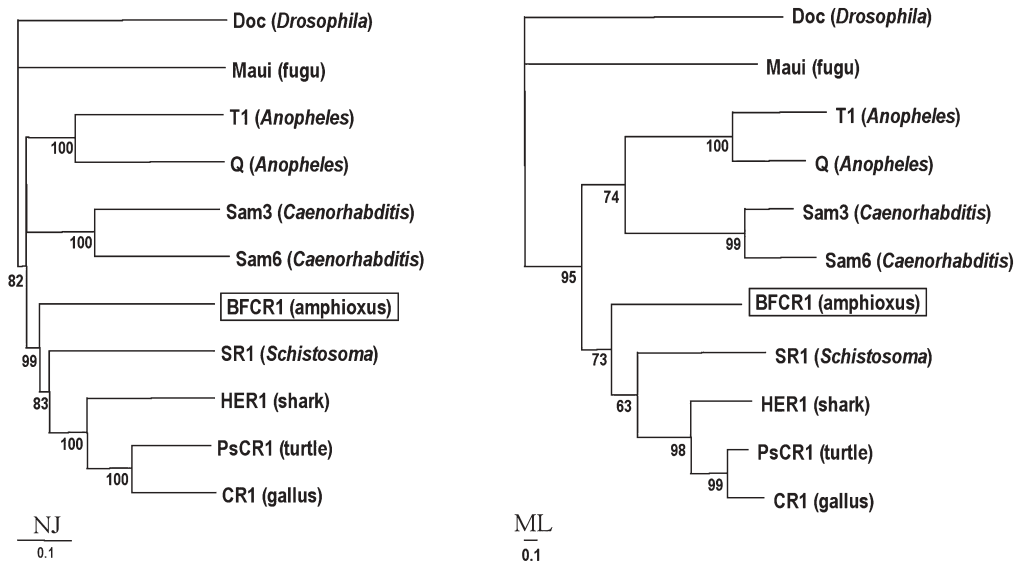 Doc (Drosophila)
Maui (fugu)
T1 (Anopheles)
100
Q (Anopheles)
Sam3 (Caenorhabditis)
100
Sam6 (Caenorhabditis)
82
BFCR1 (amphioxus)
99
SR1 (Schistosoma)
83
HER1 (shark)
100
PsCR1 (turtle)
100
CR1 (gallus)
NJ
0.1
Doc (Drosophila)
Maui (fugu)
T1 (Anopheles)
100
Q (Anopheles)
74
Sam3 (Caenorhabditis)
99
Sam6 (Caenorhabditis)
95
BFCR1 (amphioxus)
73
SR1 (Schistosoma)
63
HER1 (shark)
98
PsCR1 (turtle)
99
CR1 (gallus)
ML
0.1